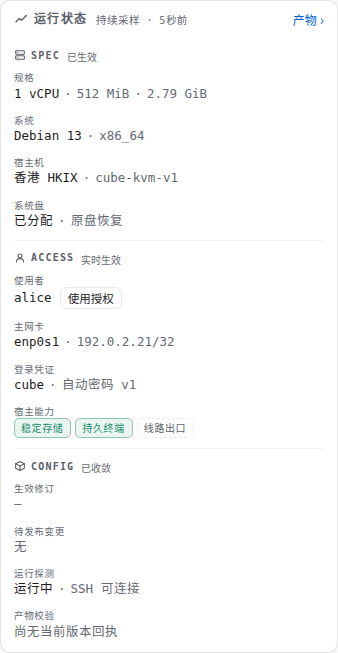 运行状态 持续采样 · 5秒前 产物 ›
SPEC 已生效
规格
1 vCPU · 512 MiB · 2.79 GiB
系统
Debian 13 · x86_64
宿主机
香港 HKIX · cube-kvm-v1
系统盘
已分配 · 原盘恢复
ACCESS 实时生效
使用者
alice 使用授权
主网卡
enp0s1 · 192.0.2.21/32
登录凭证
cube · 自动密码 v1
宿主能力
稳定存储 持久终端 线路出口
CONFIG 已收敛
生效修订
—
待发布变更
无
运行探测
运行中 · SSH 可连接
产物校验
尚无当前版本回执